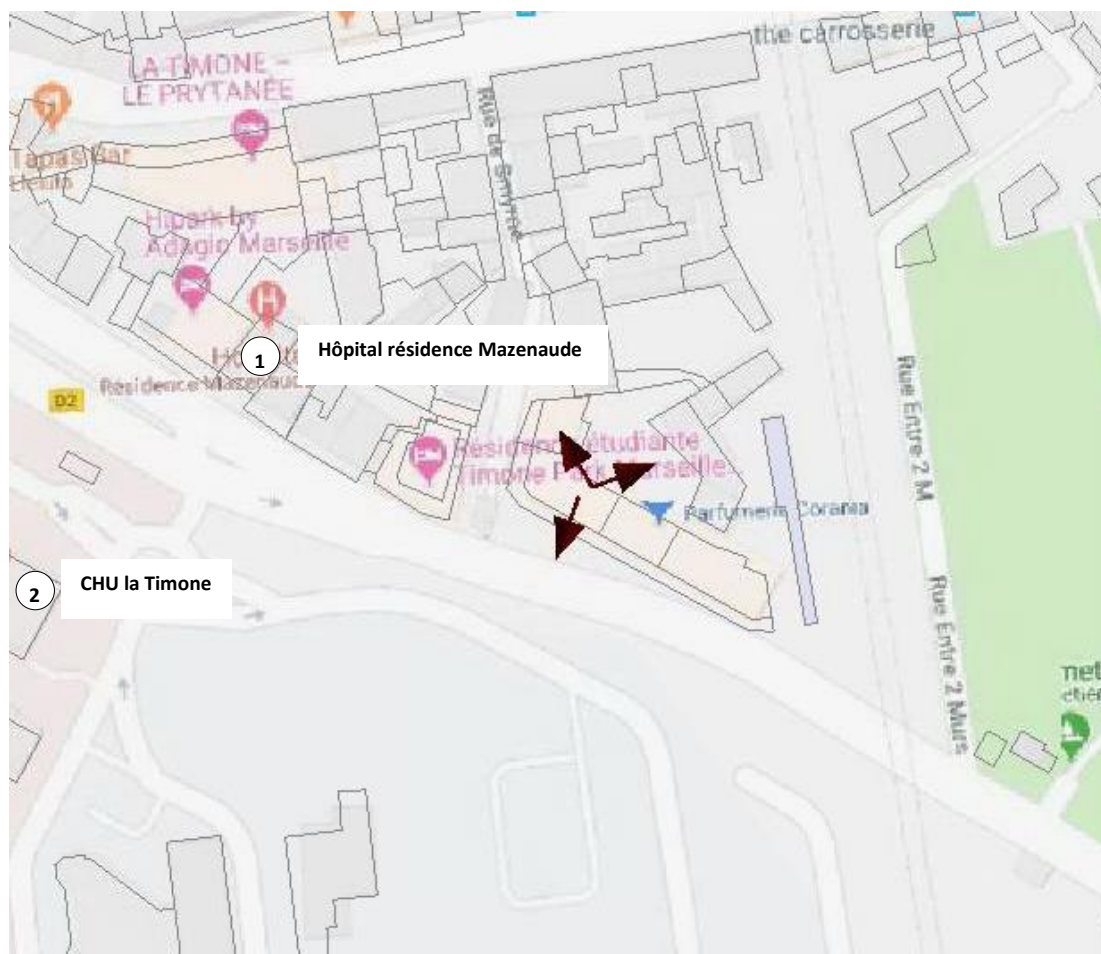 the carrosserie
LA TIMONE –
LE PRYTANÉE
Rue de Smyrne
Tapas Bar
Hipark by
Adagio Marseille
1
Hôpital résidence Mazenaude
Résidence Mazenaude
D2
Résidence étudiante
Timone Park Marseille...
Parfumerie Corania
Rue Entre 2 M
2
CHU la Timone
Rue Entre 2 Murs